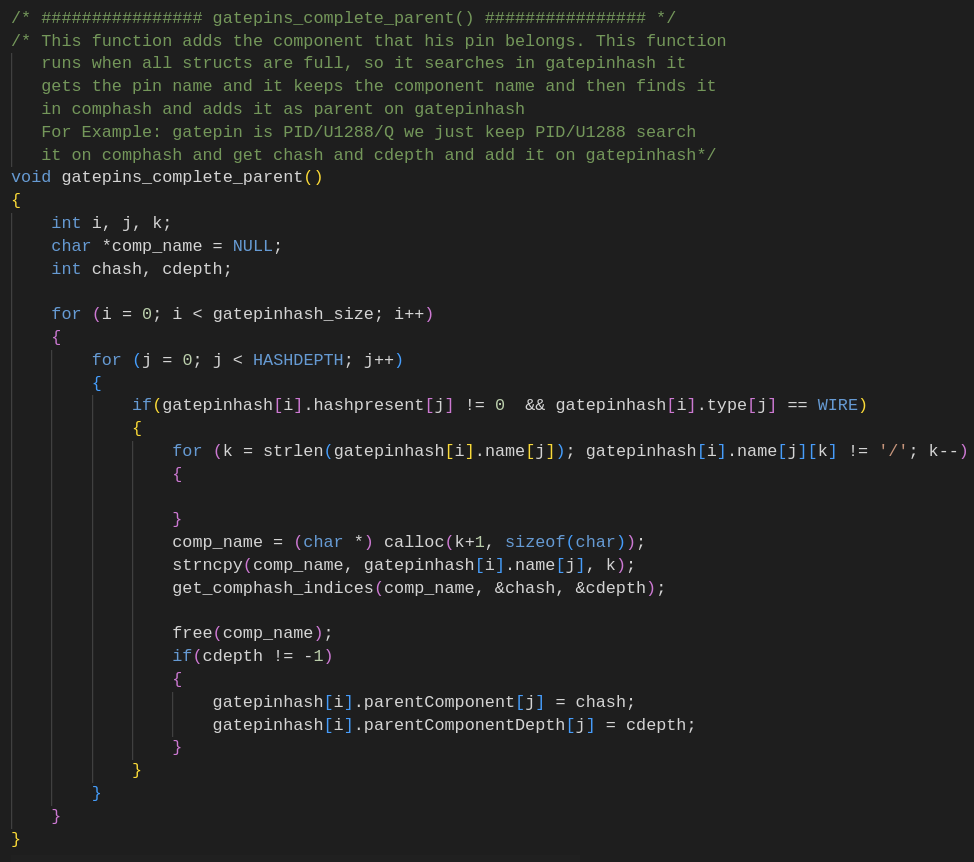 /* ################ gatepins_complete_parent() ################ */
/* This function adds the component that his pin belongs. This function
   runs when all structs are full, so it searches in gatepinhash it
   gets the pin name and it keeps the component name and then finds it
   in comphash and adds it as parent on gatepinhash
   For Example: gatepin is PID/U1288/Q we just keep PID/U1288 search
   it on comphash and get chash and cdepth and add it on gatepinhash*/
void gatepins_complete_parent()
{
    int i, j, k;
    char *comp_name = NULL;
    int chash, cdepth;

    for (i = 0; i < gatepinhash_size; i++)
    {
        for (j = 0; j < HASHDEPTH; j++)
        {
            if(gatepinhash[i].hashpresent[j] != 0  && gatepinhash[i].type[j] == WIRE)
            {
                for (k = strlen(gatepinhash[i].name[j]); gatepinhash[i].name[j][k] != '/'; k--)
                {

                }
                comp_name = (char *) calloc(k+1, sizeof(char));
                strncpy(comp_name, gatepinhash[i].name[j], k);
                get_comphash_indices(comp_name, &chash, &cdepth);

                free(comp_name);
                if(cdepth != -1)
                {
                    gatepinhash[i].parentComponent[j] = chash;
                    gatepinhash[i].parentComponentDepth[j] = cdepth;
                }
            }
        }
    }
}